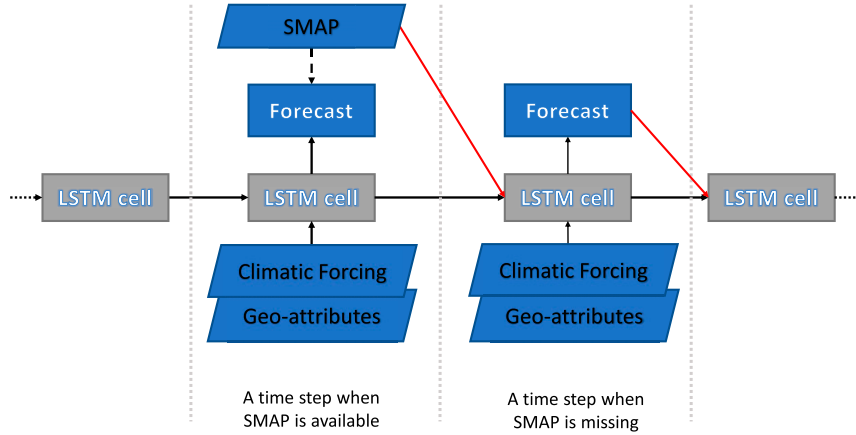 SMAP
Forecast
Forecast
LSTM cell
LSTM cell
LSTM cell
LSTM cell
Climatic Forcing
Climatic Forcing
Geo-attributes
Geo-attributes
A time step when
SMAP is available
A time step when
SMAP is missing